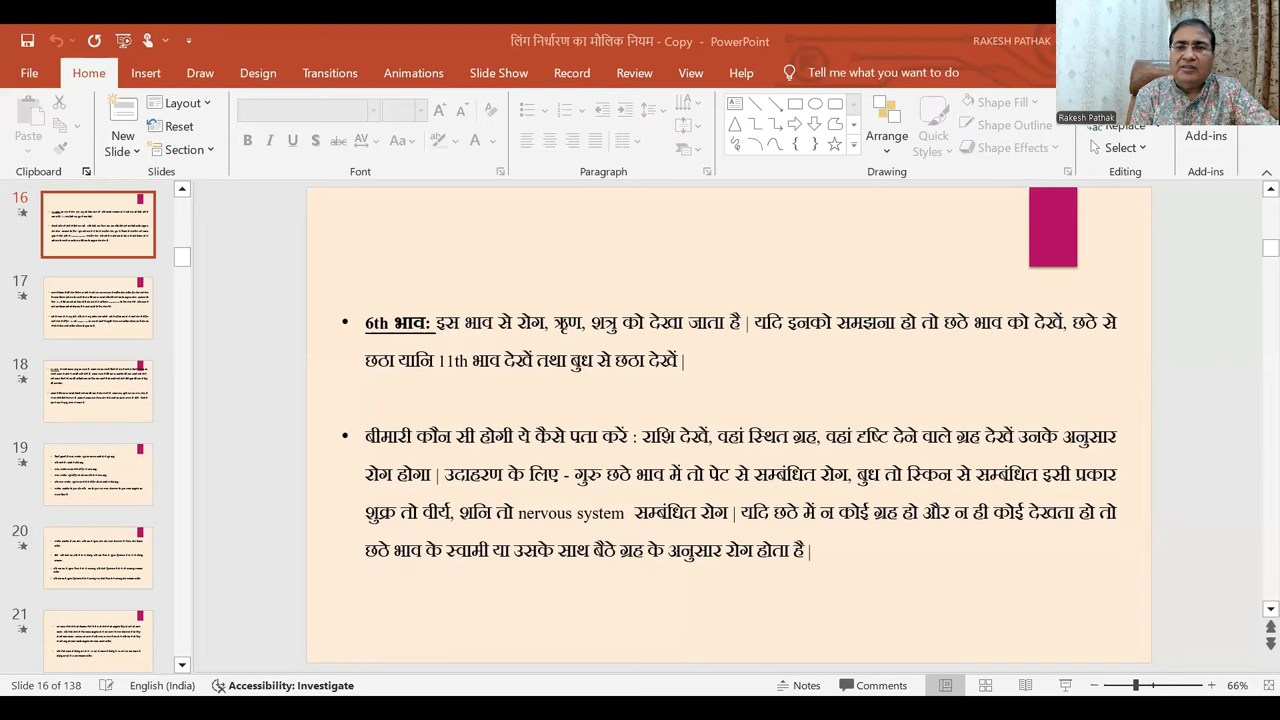 लिंग निर्धारण का मोलिक नियम - Copy - PowerPoint
RAKESH PATHAK
File Home Insert Draw Design Transitions Animations Slide Show Record Review View Help Tell me what you want to do
Paste
New Slide
Layout
Reset
Section
B I U S abc AV Aa A
Arrange
Quick Styles
Shape Fill
Shape Outline
Shape Effects
Replace
Select
Add-ins
Rakesh Pathak
Clipboard Slides Font Paragraph Drawing Editing Add-ins
16
17
18
19
20
21
• 6th भाव: इस भाव से रोग, ऋृण, शत्रु को देखा जाता है | यदि इनको समझना हो तो छठे भाव को देखें, छठे से
छठा यानि 11th भाव देखें तथा बुध से छठा देखें |
• बीमारी कौन सी होगी ये कैसे पता करें : राशि देखें, वहां स्थित ग्रह, वहां दृष्टि देने वाले ग्रह देखें उनके अनुसार
रोग होगा | उदाहरण के लिए - गुरु छठे भाव में तो पेट से सम्बंधित रोग, बुध तो स्किन से सम्बंधित इसी प्रकार
शुक्र तो वीर्य, शनि तो nervous system सम्बंधित रोग | यदि छठे में न कोई ग्रह हो और न ही कोई देखता हो तो
छठे भाव के स्वामी या उसके साथ बैठे ग्रह के अनुसार रोग होता है |
Slide 16 of 138 English (India) Accessibility: Investigate Notes Comments 66%